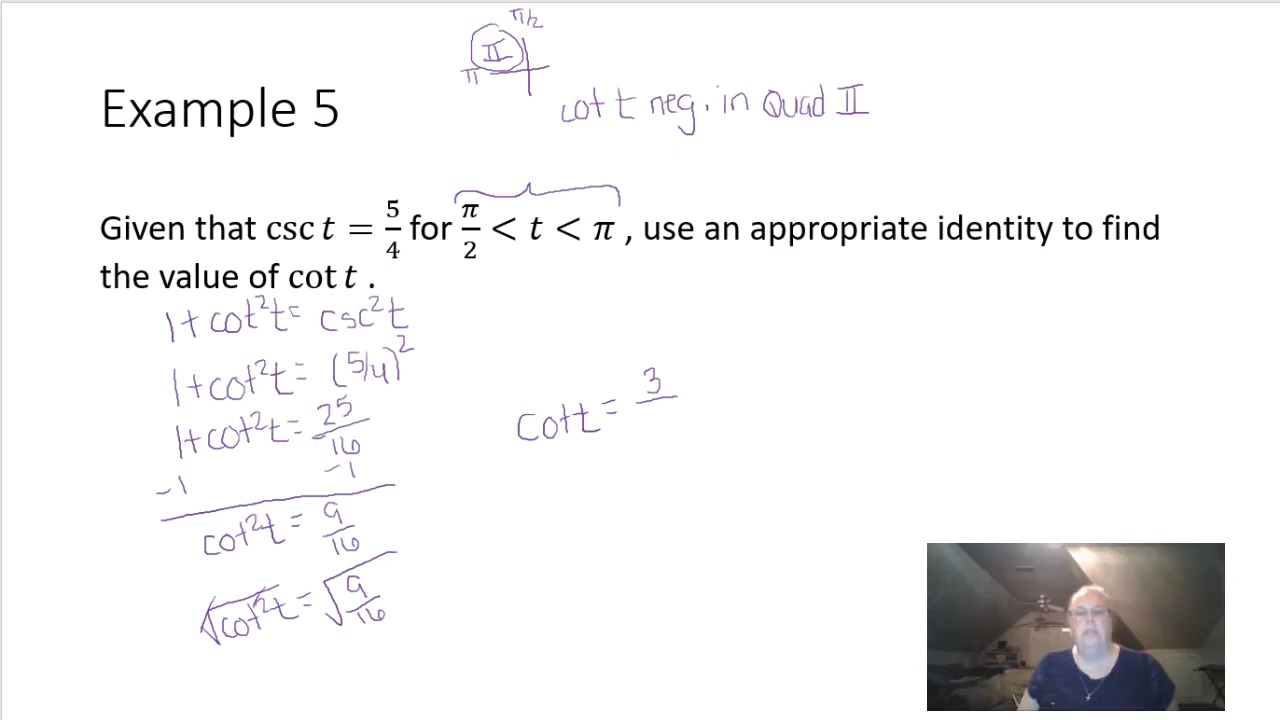 π/2
II
π
Example 5
cot t neg. in Quad II
Given that csc t = 5/4 for π/2 < t < π , use an appropriate identity to find
the value of cot t .
1+cot²t= csc²t
1+cot²t= (5/4)²
1+cot²t= 25/16
-1 -1
cot²t= 9/16
√cot²t = √9/16
cot t = 3